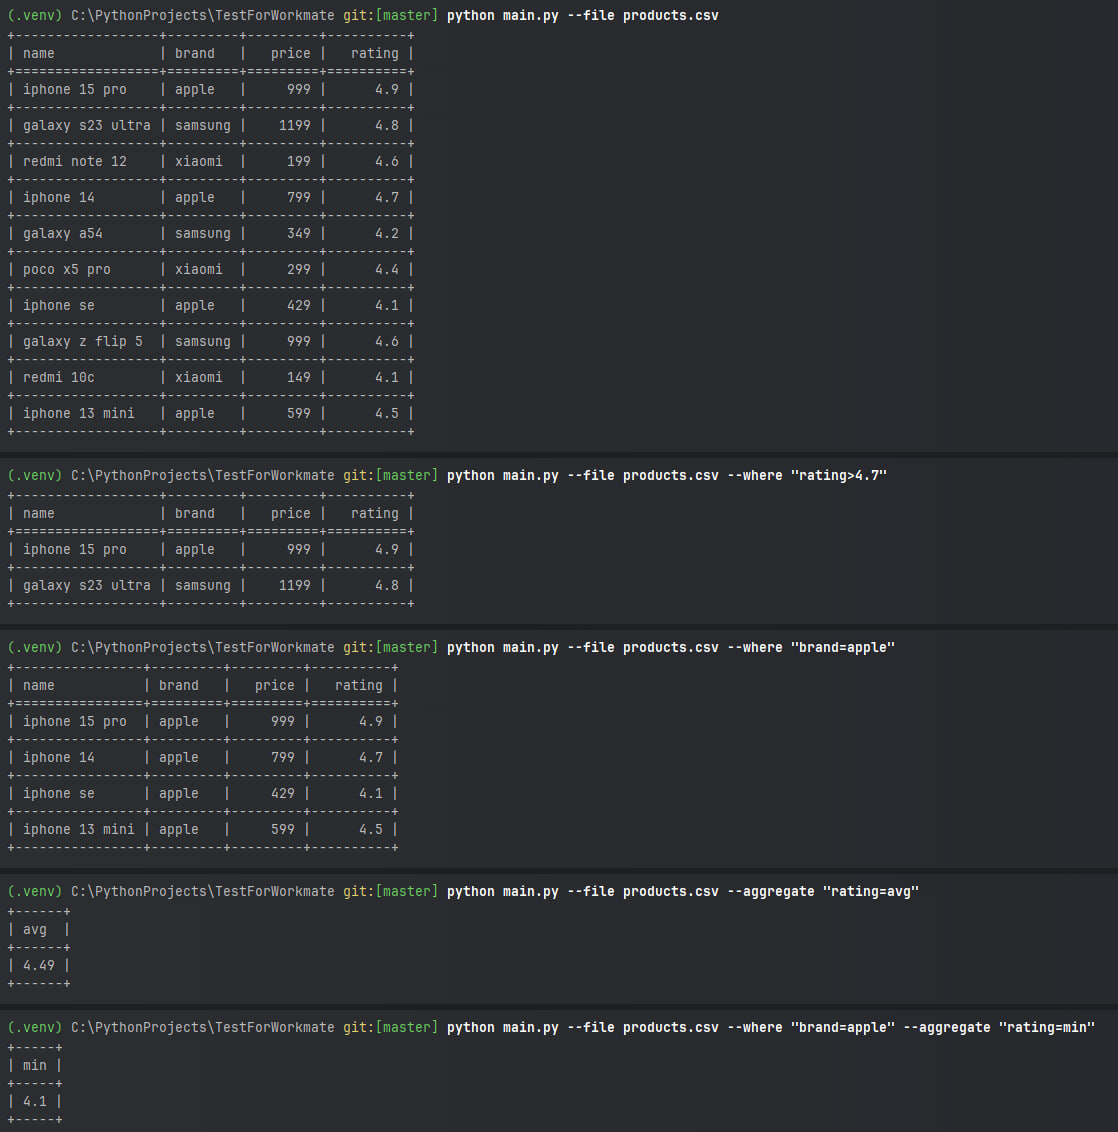 (.venv) C:\PythonProjects\TestForWorkmate git:[master] python main.py --file products.csv
+------------------+---------+---------+----------+
| name             | brand   |   price |   rating |
+==================+=========+=========+==========+
| iphone 15 pro    | apple   |     999 |      4.9 |
+------------------+---------+---------+----------+
| galaxy s23 ultra | samsung |    1199 |      4.8 |
+------------------+---------+---------+----------+
| redmi note 12    | xiaomi  |     199 |      4.6 |
+------------------+---------+---------+----------+
| iphone 14        | apple   |     799 |      4.7 |
+------------------+---------+---------+----------+
| galaxy a54       | samsung |     349 |      4.2 |
+------------------+---------+---------+----------+
| poco x5 pro      | xiaomi  |     299 |      4.4 |
+------------------+---------+---------+----------+
| iphone se        | apple   |     429 |      4.1 |
+------------------+---------+---------+----------+
| galaxy z flip 5  | samsung |     999 |      4.6 |
+------------------+---------+---------+----------+
| redmi 10c        | xiaomi  |     149 |      4.1 |
+------------------+---------+---------+----------+
| iphone 13 mini   | apple   |     599 |      4.5 |
+------------------+---------+---------+----------+
(.venv) C:\PythonProjects\TestForWorkmate git:[master] python main.py --file products.csv --where "rating>4.7"
+------------------+---------+---------+----------+
| name             | brand   |   price |   rating |
+==================+=========+=========+==========+
| iphone 15 pro    | apple   |     999 |      4.9 |
+------------------+---------+---------+----------+
| galaxy s23 ultra | samsung |    1199 |      4.8 |
+------------------+---------+---------+----------+
(.venv) C:\PythonProjects\TestForWorkmate git:[master] python main.py --file products.csv --where "brand=apple"
+----------------+---------+---------+----------+
| name           | brand   |   price |   rating |
+================+=========+=========+==========+
| iphone 15 pro  | apple   |     999 |      4.9 |
+----------------+---------+---------+----------+
| iphone 14      | apple   |     799 |      4.7 |
+----------------+---------+---------+----------+
| iphone se      | apple   |     429 |      4.1 |
+----------------+---------+---------+----------+
| iphone 13 mini | apple   |     599 |      4.5 |
+----------------+---------+---------+----------+
(.venv) C:\PythonProjects\TestForWorkmate git:[master] python main.py --file products.csv --aggregate "rating=avg"
+------+
| avg  |
+------+
| 4.49 |
+------+
(.venv) C:\PythonProjects\TestForWorkmate git:[master] python main.py --file products.csv --where "brand=apple" --aggregate "rating=min"
+-----+
| min |
+-----+
| 4.1 |
+-----+